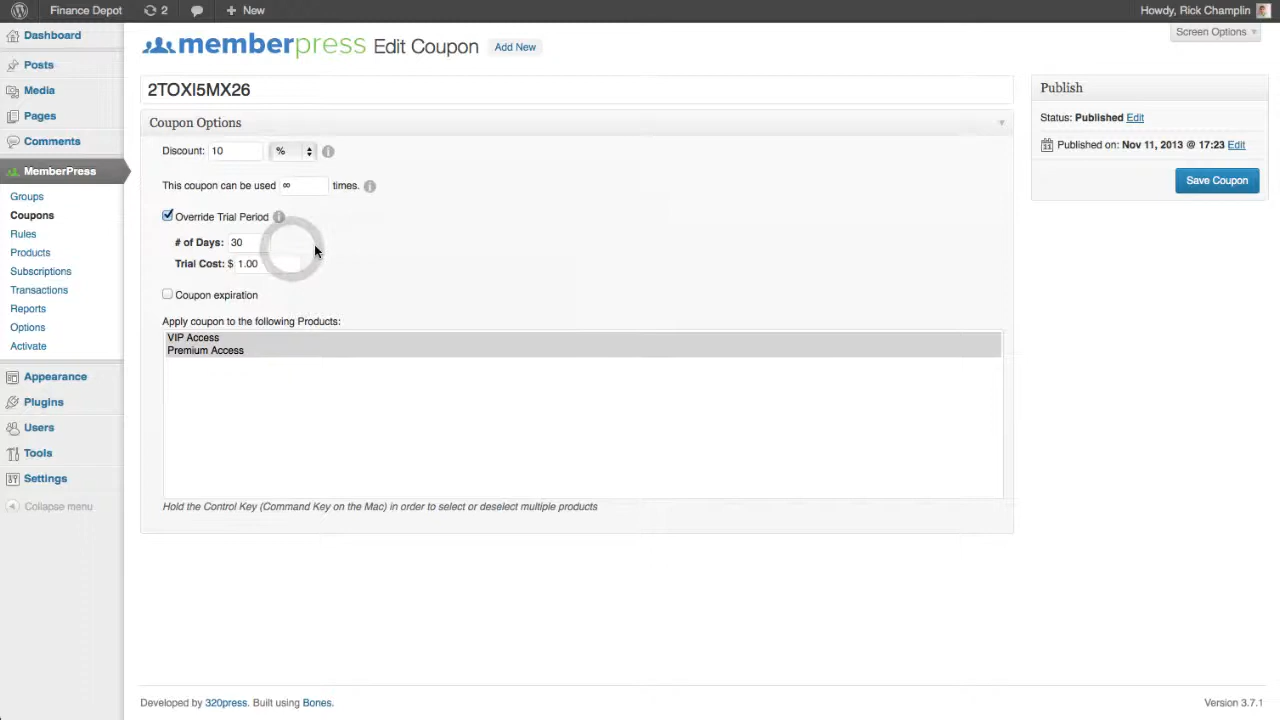 Finance Depot 2 New Howdy, Rick Champlin
Screen Options
Dashboard
Posts
Media
Pages
Comments
MemberPress
Groups
Coupons
Rules
Products
Subscriptions
Transactions
Reports
Options
Activate
Appearance
Plugins
Users
Tools
Settings
Collapse menu
memberpress Edit Coupon Add New
2TOXI5MX26
Coupon Options
Discount: 10 %
This coupon can be used ∞ times.
Override Trial Period
# of Days: 30
Trial Cost: $ 1.00
Coupon expiration
Apply coupon to the following Products:
VIP Access
Premium Access
Hold the Control Key (Command Key on the Mac) in order to select or deselect multiple products
Publish
Status: Published Edit
Published on: Nov 11, 2013 @ 17:23 Edit
Save Coupon
Developed by 320press. Built using Bones.
Version 3.7.1